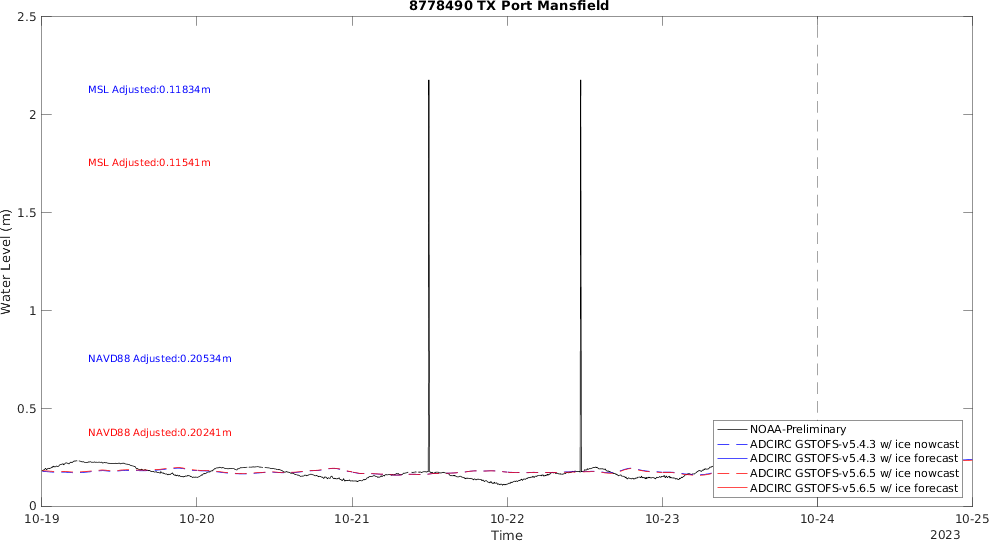 8778490 TX Port Mansfield
2.5
2
1.5
1
0.5
0
Water Level (m)
MSL Adjusted:0.11834m
MSL Adjusted:0.11541m
NAVD88 Adjusted:0.20534m
NAVD88 Adjusted:0.20241m
NOAA-Preliminary
ADCIRC GSTOFS-v5.4.3 w/ ice nowcast
ADCIRC GSTOFS-v5.4.3 w/ ice forecast
ADCIRC GSTOFS-v5.6.5 w/ ice nowcast
ADCIRC GSTOFS-v5.6.5 w/ ice forecast
10-19 10-20 10-21 10-22 10-23 10-24 10-25
Time
2023